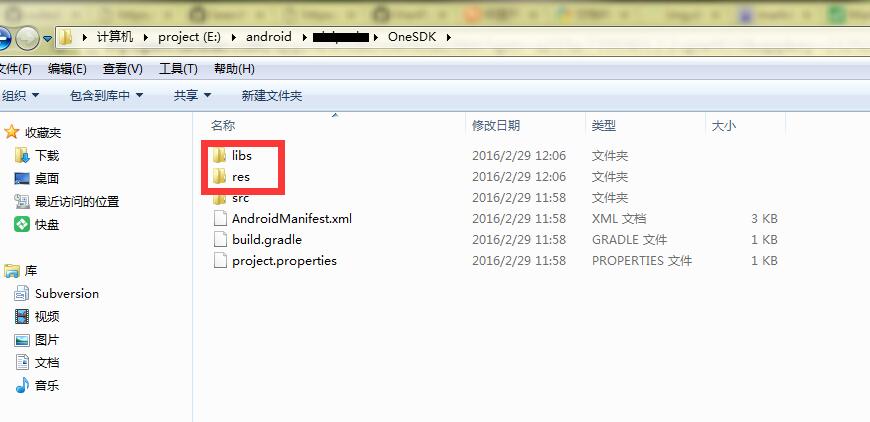 计算机 project (E:) android OneSDK
文件(F) 编辑(E) 查看(V) 工具(T) 帮助(H)
组织 包含到库中 共享 新建文件夹
收藏夹
下载
桌面
最近访问的位置
快盘
库
Subversion
视频
图片
文档
音乐
名称 修改日期 类型 大小
libs 2016/2/29 12:06 文件夹
res 2016/2/29 12:06 文件夹
src 2016/2/29 11:58 文件夹
AndroidManifest.xml 2016/2/29 11:58 XML 文档 3 KB
build.gradle 2016/2/29 11:58 GRADLE 文件 1 KB
project.properties 2016/2/29 11:58 PROPERTIES 文件 1 KB